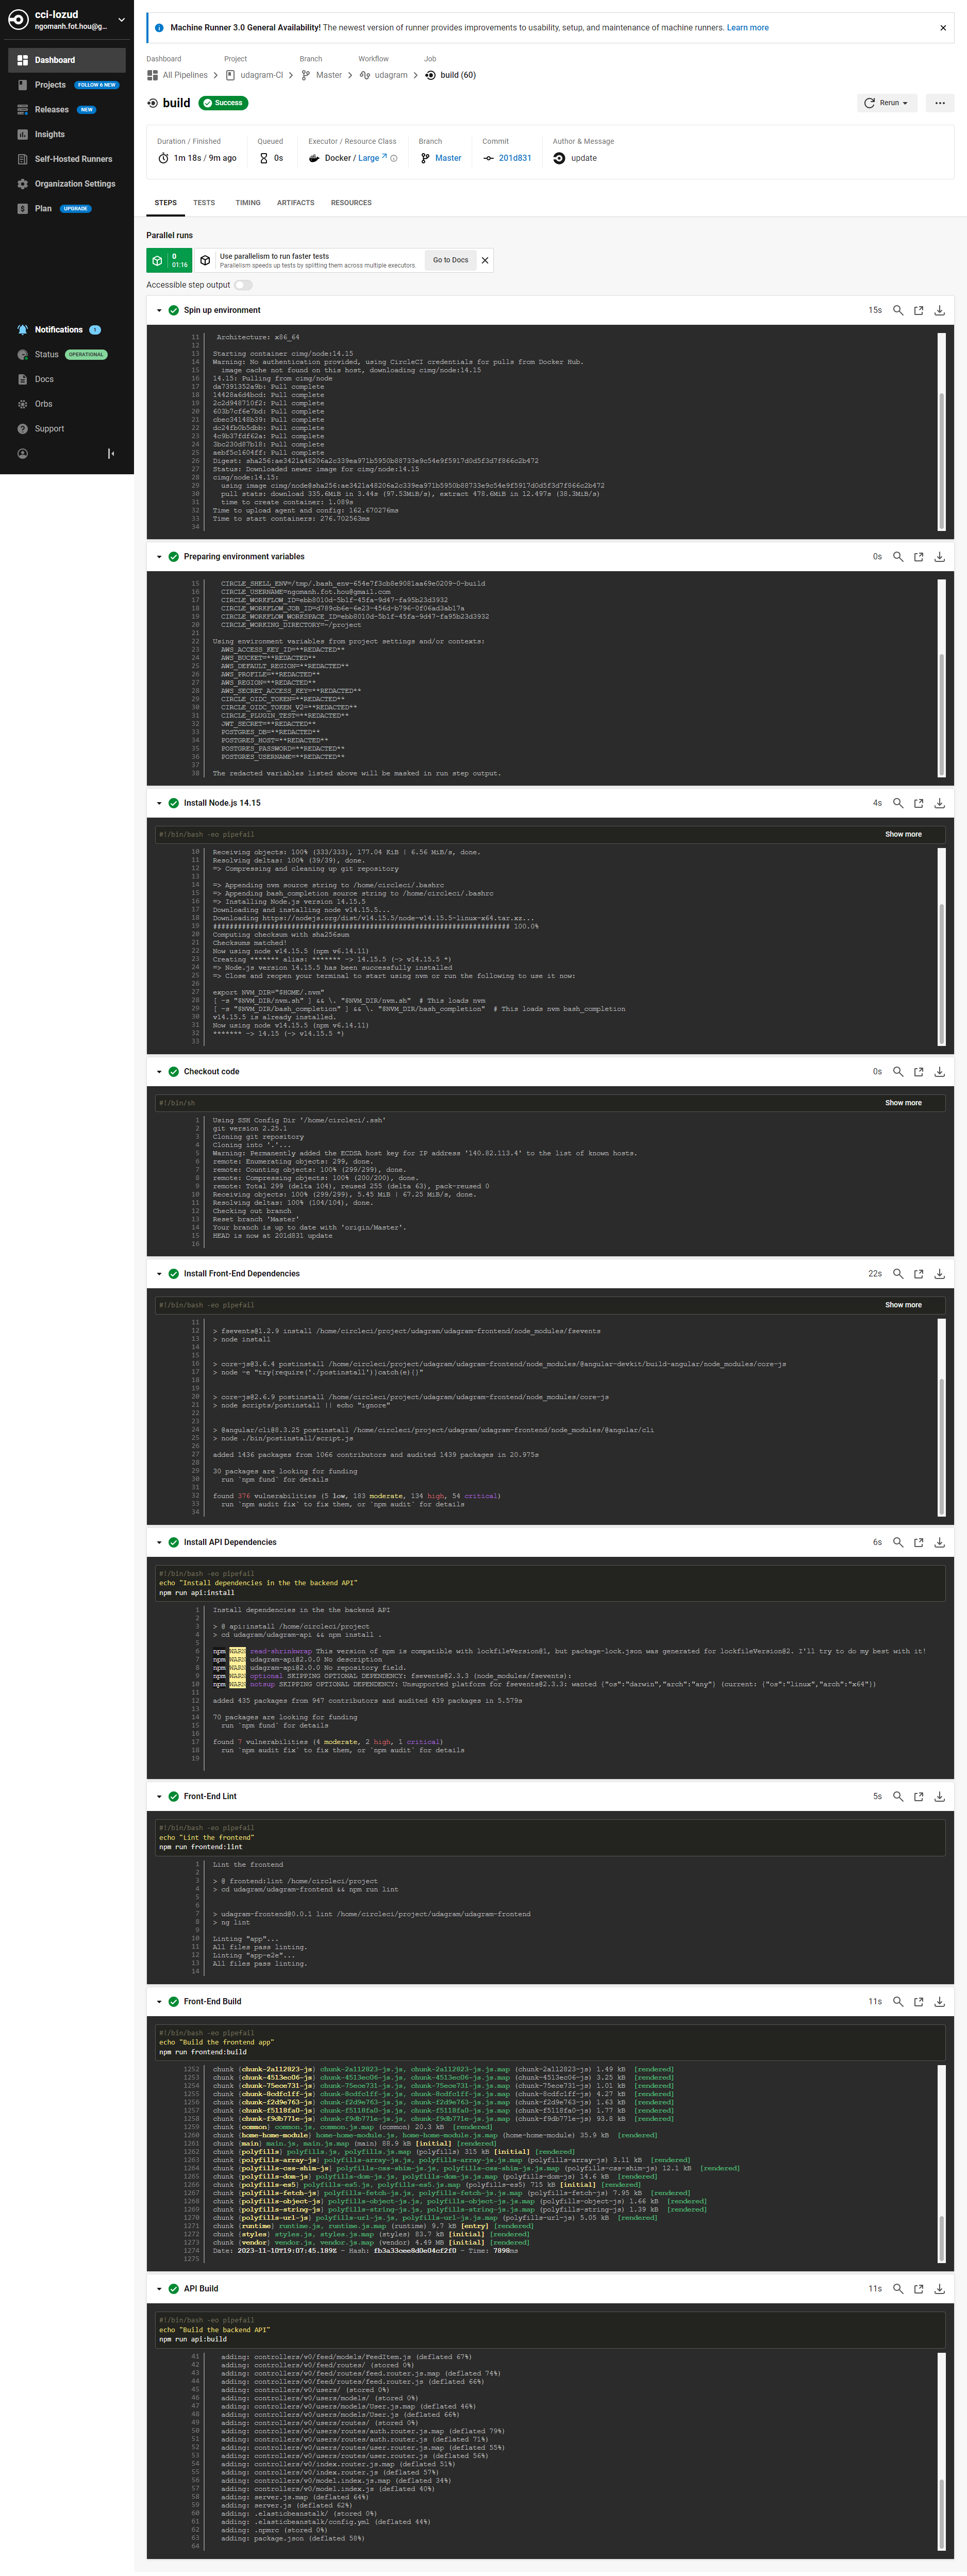 cci-lozud
ngomanh.fot.hou@g...
Dashboard
Projects FOLLOW 6 NEW
Releases NEW
Insights
Self-Hosted Runners
Organization Settings
Plan UPGRADE
Notifications 1
Status OPERATIONAL
Docs
Orbs
Support
Machine Runner 3.0 General Availability! The newest version of runner provides improvements to usability, setup, and maintenance of machine runners. Learn more
Dashboard Project Branch Workflow Job
All Pipelines udagram-CI Master udagram build (60)
build Success Rerun
Duration / Finished Queued Executor / Resource Class Branch Commit Author & Message
1m 18s / 9m ago 0s Docker / Large Master 201d831 update
STEPS TESTS TIMING ARTIFACTS RESOURCES
Parallel runs
0
01:16
Use parallelism to run faster tests
Parallelism speeds up tests by splitting them across multiple executors.
Go to Docs
Accessible step output
Spin up environment 15s
11 Architecture: x86_64
12
13 Starting container cimg/node:14.15
14 Warning: No authentication provided, using CircleCI credentials for pulls from Docker Hub.
15 image cache not found on this host, downloading cimg/node:14.15
16 14.15: Pulling from cimg/node
17 da7391352a9b: Pull complete
18 14428a6d4bcd: Pull complete
19 2c2d948710f2: Pull complete
20 603b7cf6e7bd: Pull complete
21 cbec34148b39: Pull complete
22 dc24fb0b5dbb: Pull complete
23 4c9b37fdf62a: Pull complete
24 3bc230d87b18: Pull complete
25 aebf5c1604ff: Pull complete
26 Digest: sha256:ae3421a48206a2c339ea971b5950b88733e9c54e9f5917d0d5f3d7f866c2b472
27 Status: Downloaded newer image for cimg/node:14.15
28 cimg/node:14.15:
29 using image cimg/node@sha256:ae3421a48206a2c339ea971b5950b88733e9c54e9f5917d0d5f3d7f866c2b472
30 pull stats: download 335.6MiB in 3.44s (97.53MiB/s), extract 478.6MiB in 12.497s (38.3MiB/s)
31 time to create container: 1.089s
32 Time to upload agent and config: 162.670276ms
33 Time to start containers: 276.702563ms
34
Preparing environment variables 0s
15 CIRCLE_SHELL_ENV=/tmp/.bash_env-654e7f3cb8e9081aa69e0209-0-build
16 CIRCLE_USERNAME=ngomanh.fot.hou@gmail.com
17 CIRCLE_WORKFLOW_ID=ebb8010d-5b1f-45fa-9d47-fa95b23d3932
18 CIRCLE_WORKFLOW_JOB_ID=d789cb6e-6e23-456d-b796-0f06ad3ab17a
19 CIRCLE_WORKFLOW_WORKSPACE_ID=ebb8010d-5b1f-45fa-9d47-fa95b23d3932
20 CIRCLE_WORKING_DIRECTORY=~/project
21
22 Using environment variables from project settings and/or contexts:
23 AWS_ACCESS_KEY_ID=**REDACTED**
24 AWS_BUCKET=**REDACTED**
25 AWS_DEFAULT_REGION=**REDACTED**
26 AWS_PROFILE=**REDACTED**
27 AWS_REGION=**REDACTED**
28 AWS_SECRET_ACCESS_KEY=**REDACTED**
29 CIRCLE_OIDC_TOKEN=**REDACTED**
30 CIRCLE_OIDC_TOKEN_V2=**REDACTED**
31 CIRCLE_PLUGIN_TEST=**REDACTED**
32 JWT_SECRET=**REDACTED**
33 POSTGRES_DB=**REDACTED**
34 POSTGRES_HOST=**REDACTED**
35 POSTGRES_PASSWORD=**REDACTED**
36 POSTGRES_USERNAME=**REDACTED**
37
38 The redacted variables listed above will be masked in run step output.
Install Node.js 14.15 4s
#!/bin/bash -eo pipefail Show more
10 Receiving objects: 100% (333/333), 177.04 KiB | 6.56 MiB/s, done.
11 Resolving deltas: 100% (39/39), done.
12 => Compressing and cleaning up git repository
13
14 => Appending nvm source string to /home/circleci/.bashrc
15 => Appending bash_completion source string to /home/circleci/.bashrc
16 => Installing Node.js version 14.15.5
17 Downloading and installing node v14.15.5...
18 Downloading https://nodejs.org/dist/v14.15.5/node-v14.15.5-linux-x64.tar.xz...
19 ######################################################################## 100.0%
20 Computing checksum with sha256sum
21 Checksums matched!
22 Now using node v14.15.5 (npm v6.14.11)
23 Creating ******* alias: ******* -> 14.15.5 (-> v14.15.5 *)
24 => Node.js version 14.15.5 has been successfully installed
25 => Close and reopen your terminal to start using nvm or run the following to use it now:
26
27 export NVM_DIR="$HOME/.nvm"
28 [ -s "$NVM_DIR/nvm.sh" ] && \. "$NVM_DIR/nvm.sh" # This loads nvm
29 [ -s "$NVM_DIR/bash_completion" ] && \. "$NVM_DIR/bash_completion" # This loads nvm bash_completion
30 v14.15.5 is already installed.
31 Now using node v14.15.5 (npm v6.14.11)
32 ******* -> 14.15 (-> v14.15.5 *)
33
Checkout code 0s
#!/bin/sh Show more
1 Using SSH Config Dir '/home/circleci/.ssh'
2 git version 2.25.1
3 Cloning git repository
4 Cloning into '.'...
5 Warning: Permanently added the ECDSA host key for IP address '140.82.113.4' to the list of known hosts.
6 remote: Enumerating objects: 299, done.
7 remote: Counting objects: 100% (299/299), done.
8 remote: Compressing objects: 100% (200/200), done.
9 remote: Total 299 (delta 104), reused 255 (delta 63), pack-reused 0
10 Receiving objects: 100% (299/299), 5.45 MiB | 67.25 MiB/s, done.
11 Resolving deltas: 100% (104/104), done.
12 Checking out branch
13 Reset branch 'Master'
14 Your branch is up to date with 'origin/Master'.
15 HEAD is now at 201d831 update
16
Install Front-End Dependencies 22s
#!/bin/bash -eo pipefail Show more
11
12 > fsevents@1.2.9 install /home/circleci/project/udagram/udagram-frontend/node_modules/fsevents
13 > node install
14
15
16 > core-js@3.6.4 postinstall /home/circleci/project/udagram/udagram-frontend/node_modules/@angular-devkit/build-angular/node_modules/core-js
17 > node -e "try{require('./postinstall')}catch(e){}"
18
19
20 > core-js@2.6.9 postinstall /home/circleci/project/udagram/udagram-frontend/node_modules/core-js
21 > node scripts/postinstall || echo "ignore"
22
23
24 > @angular/cli@8.3.25 postinstall /home/circleci/project/udagram/udagram-frontend/node_modules/@angular/cli
25 > node ./bin/postinstall/script.js
26
27 added 1436 packages from 1066 contributors and audited 1439 packages in 20.975s
28
29 30 packages are looking for funding
30 run `npm fund` for details
31
32 found 376 vulnerabilities (5 low, 183 moderate, 134 high, 54 critical)
33 run `npm audit fix` to fix them, or `npm audit` for details
34
Install API Dependencies 6s
#!/bin/bash -eo pipefail
echo "Install dependencies in the the backend API"
npm run api:install
1 Install dependencies in the the backend API
2
3 > @ api:install /home/circleci/project
4 > cd udagram/udagram-api && npm install .
5
6 npm WARN read-shrinkwrap This version of npm is compatible with lockfileVersion@1, but package-lock.json was generated for lockfileVersion@2. I'll try to do my best with it!
7 npm WARN udagram-api@2.0.0 No description
8 npm WARN udagram-api@2.0.0 No repository field.
9 npm WARN optional SKIPPING OPTIONAL DEPENDENCY: fsevents@2.3.3 (node_modules/fsevents):
10 npm WARN notsup SKIPPING OPTIONAL DEPENDENCY: Unsupported platform for fsevents@2.3.3: wanted {"os":"darwin","arch":"any"} (current: {"os":"linux","arch":"x64"})
11
12 added 435 packages from 947 contributors and audited 439 packages in 5.579s
13
14 70 packages are looking for funding
15 run `npm fund` for details
16
17 found 7 vulnerabilities (4 moderate, 2 high, 1 critical)
18 run `npm audit fix` to fix them, or `npm audit` for details
19
Front-End Lint 5s
#!/bin/bash -eo pipefail
echo "Lint the frontend"
npm run frontend:lint
1 Lint the frontend
2
3 > @ frontend:lint /home/circleci/project
4 > cd udagram/udagram-frontend && npm run lint
5
6
7 > udagram-frontend@0.0.1 lint /home/circleci/project/udagram/udagram-frontend
8 > ng lint
9
10 Linting "app"...
11 All files pass linting.
12 Linting "app-e2e"...
13 All files pass linting.
14
Front-End Build 11s
#!/bin/bash -eo pipefail
echo "Build the frontend app"
npm run frontend:build
1252 chunk {chunk-2a112823-js} chunk-2a112823-js.js, chunk-2a112823-js.js.map (chunk-2a112823-js) 1.49 kB [rendered]
1253 chunk {chunk-4513ec06-js} chunk-4513ec06-js.js, chunk-4513ec06-js.js.map (chunk-4513ec06-js) 3.25 kB [rendered]
1254 chunk {chunk-75ece731-js} chunk-75ece731-js.js, chunk-75ece731-js.js.map (chunk-75ece731-js) 1.01 kB [rendered]
1255 chunk {chunk-8cdfc1ff-js} chunk-8cdfc1ff-js.js, chunk-8cdfc1ff-js.js.map (chunk-8cdfc1ff-js) 4.27 kB [rendered]
1256 chunk {chunk-f2d9e763-js} chunk-f2d9e763-js.js, chunk-f2d9e763-js.js.map (chunk-f2d9e763-js) 1.63 kB [rendered]
1257 chunk {chunk-f5118fa0-js} chunk-f5118fa0-js.js, chunk-f5118fa0-js.js.map (chunk-f5118fa0-js) 1.77 kB [rendered]
1258 chunk {chunk-f9db771e-js} chunk-f9db771e-js.js, chunk-f9db771e-js.js.map (chunk-f9db771e-js) 93.8 kB [rendered]
1259 chunk {common} common.js, common.js.map (common) 20.3 kB [rendered]
1260 chunk {home-home-module} home-home-module.js, home-home-module.js.map (home-home-module) 35.9 kB [rendered]
1261 chunk {main} main.js, main.js.map (main) 88.9 kB [initial] [rendered]
1262 chunk {polyfills} polyfills.js, polyfills.js.map (polyfills) 315 kB [initial] [rendered]
1263 chunk {polyfills-array-js} polyfills-array-js.js, polyfills-array-js.js.map (polyfills-array-js) 3.11 kB [rendered]
1264 chunk {polyfills-css-shim-js} polyfills-css-shim-js.js, polyfills-css-shim-js.js.map (polyfills-css-shim-js) 12.1 kB [rendered]
1265 chunk {polyfills-dom-js} polyfills-dom-js.js, polyfills-dom-js.js.map (polyfills-dom-js) 14.6 kB [rendered]
1266 chunk {polyfills-es5} polyfills-es5.js, polyfills-es5.js.map (polyfills-es5) 715 kB [initial] [rendered]
1267 chunk {polyfills-fetch-js} polyfills-fetch-js.js, polyfills-fetch-js.js.map (polyfills-fetch-js) 7.95 kB [rendered]
1268 chunk {polyfills-object-js} polyfills-object-js.js, polyfills-object-js.js.map (polyfills-object-js) 1.66 kB [rendered]
1269 chunk {polyfills-string-js} polyfills-string-js.js, polyfills-string-js.js.map (polyfills-string-js) 1.39 kB [rendered]
1270 chunk {polyfills-url-js} polyfills-url-js.js, polyfills-url-js.js.map (polyfills-url-js) 5.05 kB [rendered]
1271 chunk {runtime} runtime.js, runtime.js.map (runtime) 9.7 kB [entry] [rendered]
1272 chunk {styles} styles.js, styles.js.map (styles) 83.7 kB [initial] [rendered]
1273 chunk {vendor} vendor.js, vendor.js.map (vendor) 4.49 MB [initial] [rendered]
1274 Date: 2023-11-10T19:07:45.189Z - Hash: fb3a33cee8d0e04cf2f0 - Time: 7898ms
1275
API Build 11s
#!/bin/bash -eo pipefail
echo "Build the backend API"
npm run api:build
41 adding: controllers/v0/feed/models/FeedItem.js (deflated 67%)
42 adding: controllers/v0/feed/routes/ (stored 0%)
43 adding: controllers/v0/feed/routes/feed.router.js.map (deflated 74%)
44 adding: controllers/v0/feed/routes/feed.router.js (deflated 66%)
45 adding: controllers/v0/users/ (stored 0%)
46 adding: controllers/v0/users/models/ (stored 0%)
47 adding: controllers/v0/users/models/User.js.map (deflated 46%)
48 adding: controllers/v0/users/models/User.js (deflated 66%)
49 adding: controllers/v0/users/routes/ (stored 0%)
50 adding: controllers/v0/users/routes/auth.router.js.map (deflated 79%)
51 adding: controllers/v0/users/routes/auth.router.js (deflated 71%)
52 adding: controllers/v0/users/routes/user.router.js.map (deflated 55%)
53 adding: controllers/v0/users/routes/user.router.js (deflated 56%)
54 adding: controllers/v0/index.router.js.map (deflated 51%)
55 adding: controllers/v0/index.router.js (deflated 57%)
56 adding: controllers/v0/model.index.js.map (deflated 34%)
57 adding: controllers/v0/model.index.js (deflated 40%)
58 adding: server.js.map (deflated 64%)
59 adding: server.js (deflated 62%)
60 adding: .elasticbeanstalk/ (stored 0%)
61 adding: .elasticbeanstalk/config.yml (deflated 44%)
62 adding: .npmrc (stored 0%)
63 adding: package.json (deflated 58%)
64